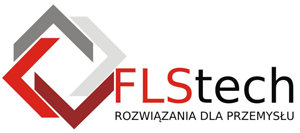 FLStech
ROZWIĄZANIA DLA PRZEMYSŁU